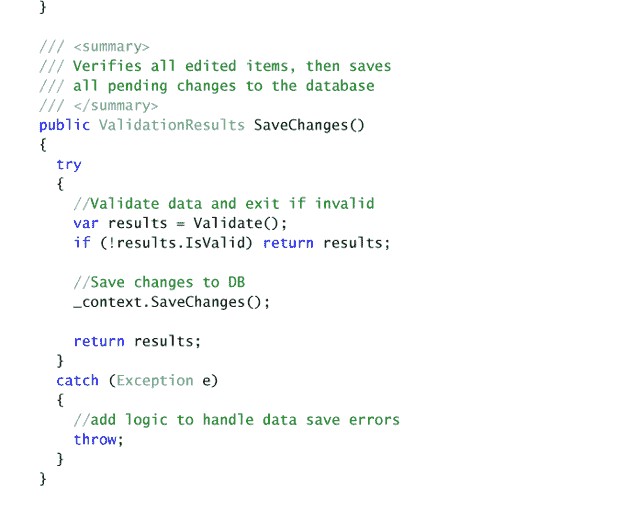 }
/// <summary>
/// Verifies all edited items, then saves
/// all pending changes to the database
/// </summary>
public ValidationResults SaveChanges()
{
try
{
//Validate data and exit if invalid
var results = Validate();
if (!results.IsValid) return results;
//Save changes to DB
_context.SaveChanges();
return results;
}
catch (Exception e)
{
//add logic to handle data save errors
throw;
}
}